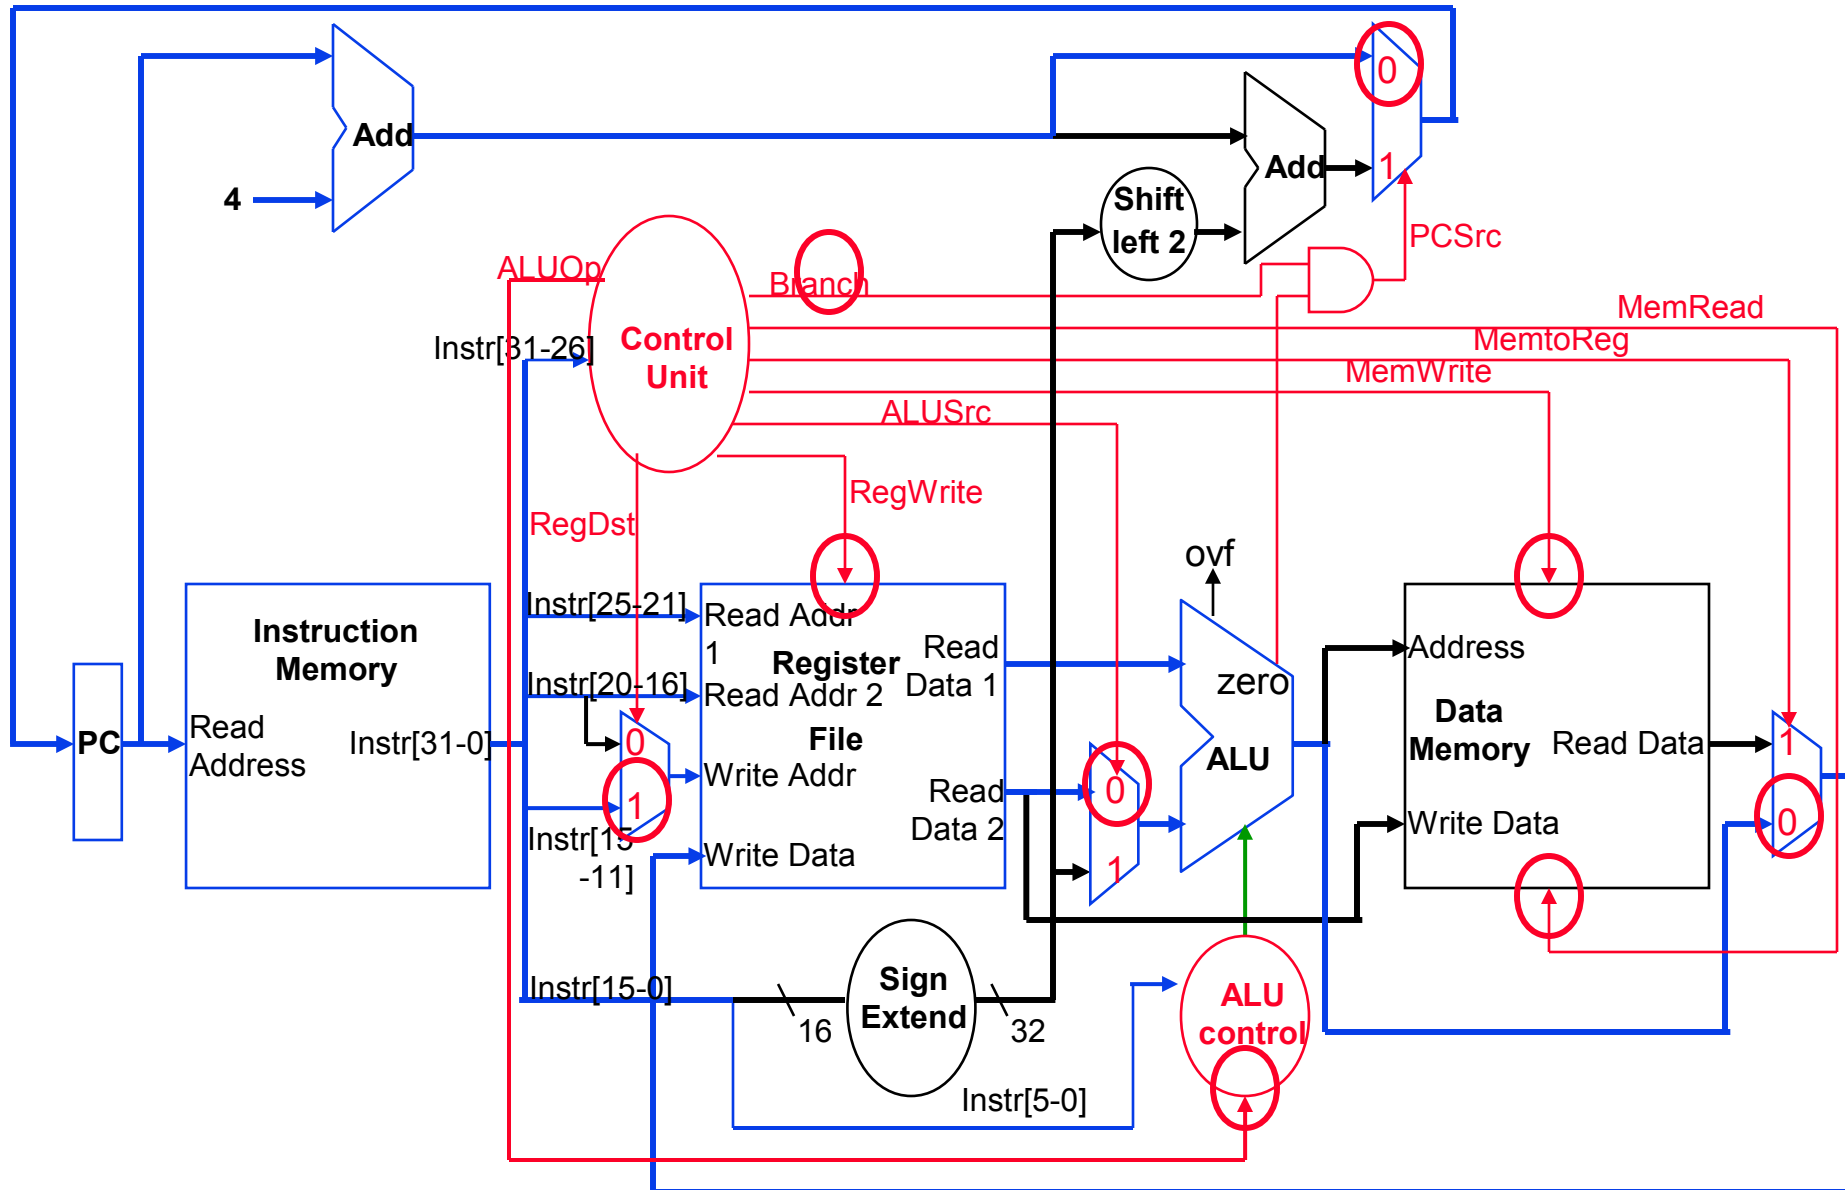 0
Add
Add
1
4
Shift
left 2
PCSrc
ALUOp
Branch
MemRead
Instr[31-26]
Control
Unit
MemtoReg
MemWrite
ALUSrc
RegWrite
RegDst
ovf
Instruction
Memory
Instr[25-21]
Read Addr
1
Register
File
Read
Data 1
Instr[20-16]
Read Addr 2
zero
Address
Data
Memory
Read Data
PC
Read
Address
Instr[31-0]
0
1
Write Addr
Read
Data 2
0
1
ALU
1
0
Write Data
Instr[15
-11]
Write Data
Sign
Extend
Instr[15-0]
16
32
ALU
control
Instr[5-0]